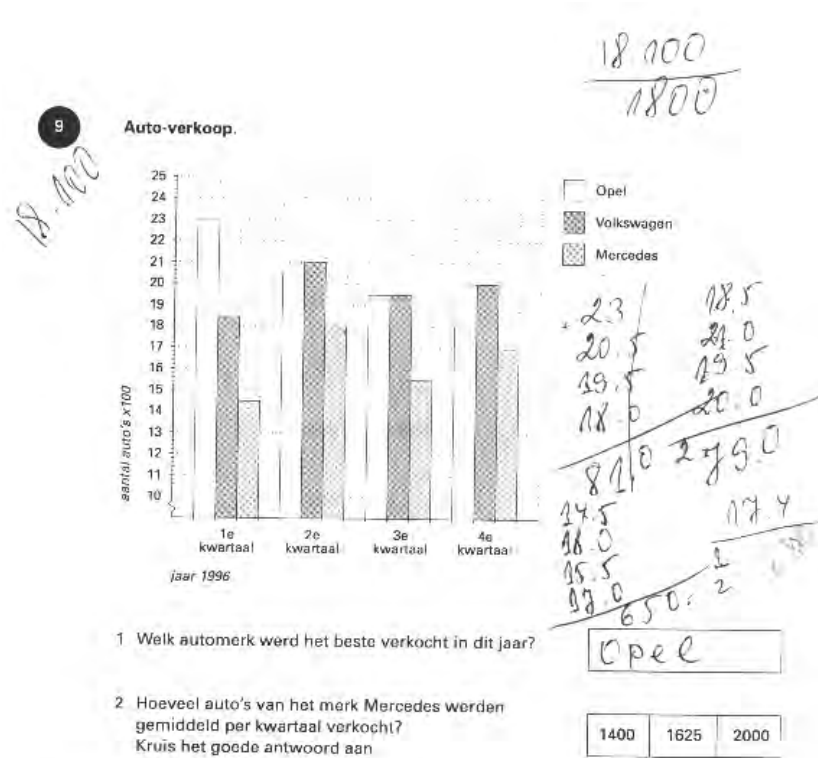 18.100
1800
9 Auto-verkoop.
18.100
25
24
23
22
21
20
19
18
17
16
15
14
13
12
11
10
aantal auto's x100
Opel
Volkswagen
Mercedes
1e kwartaal
2e kwartaal
3e kwartaal
4e kwartaal
jaar 1996
23
20.5
19.5
18.0
81.0
18.5
21.0
19.5
20.0
279.0
14.5
18.0
15.5
17.0
650.
17.4
1
2
1 Welk automerk werd het beste verkocht in dit jaar?
Opel
2 Hoeveel auto's van het merk Mercedes werden
gemiddeld per kwartaal verkocht?
Kruis het goede antwoord aan
1400 1625 2000